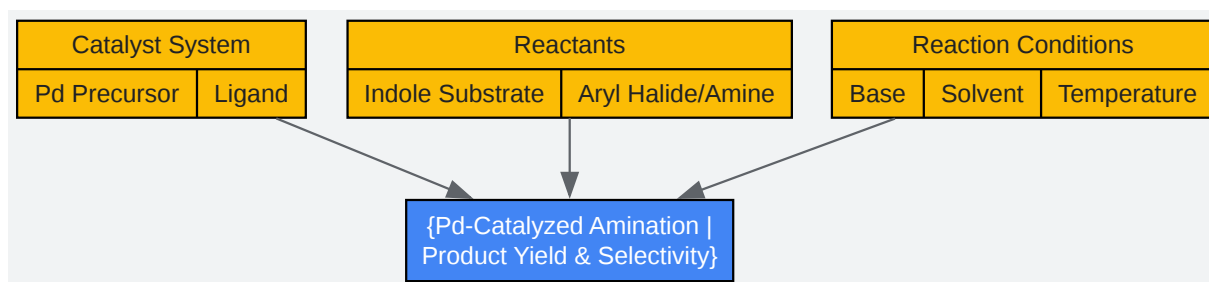 Catalyst System
Pd Precursor
Ligand
Reactants
Indole Substrate
Aryl Halide/Amine
Reaction Conditions
Base
Solvent
Temperature
{Pd-Catalyzed Amination |
Product Yield & Selectivity}